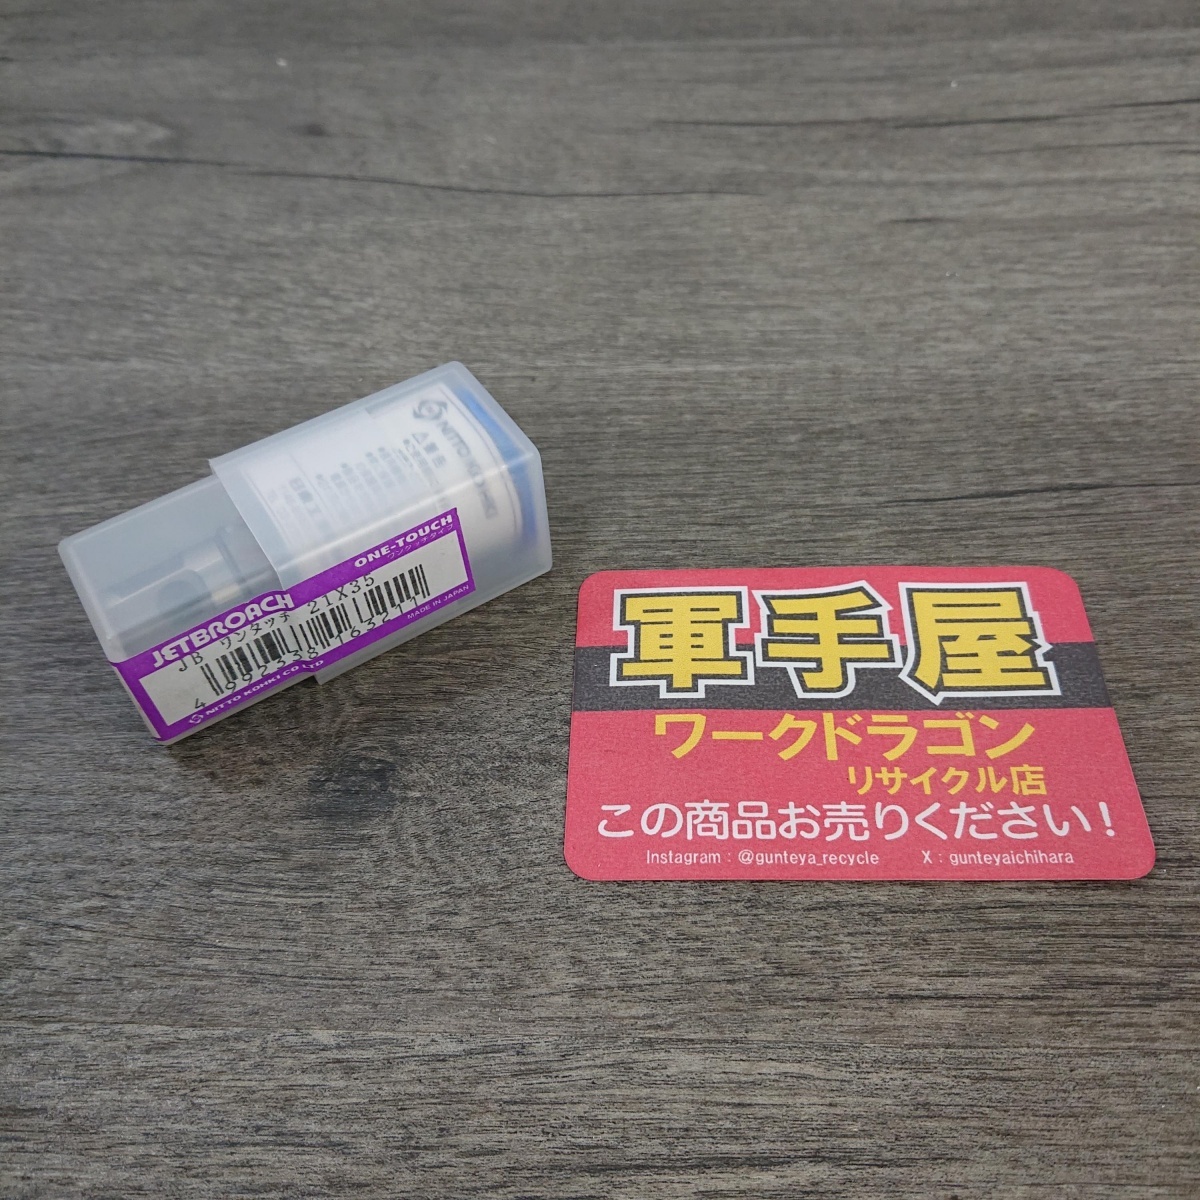 NITTO KOHKI
JETBROACH
ONE-TOUCH
ワンタッチタイプ
JB ワンタッチ 21X35
4 992338 163211
NITTO KOHKI CO LTD
MADE IN JAPAN
軍手屋
ワークドラゴン
リサイクル店
この商品お売りください!
Instagram : @gunteya_recycle X : gunteyaichihara